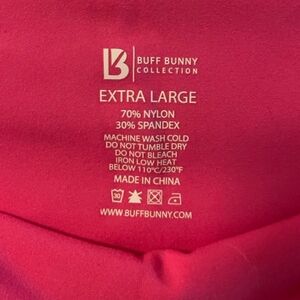 BUFF BUNNY
COLLECTION
EXTRA LARGE
70% NYLON
30% SPANDEX
MACHINE WASH COLD
DO NOT TUMBLE DRY
DO NOT BLEACH
IRON LOW HEAT
BELOW 110°C/230°F
MADE IN CHINA
30
WWW.BUFFBUNNY.COM